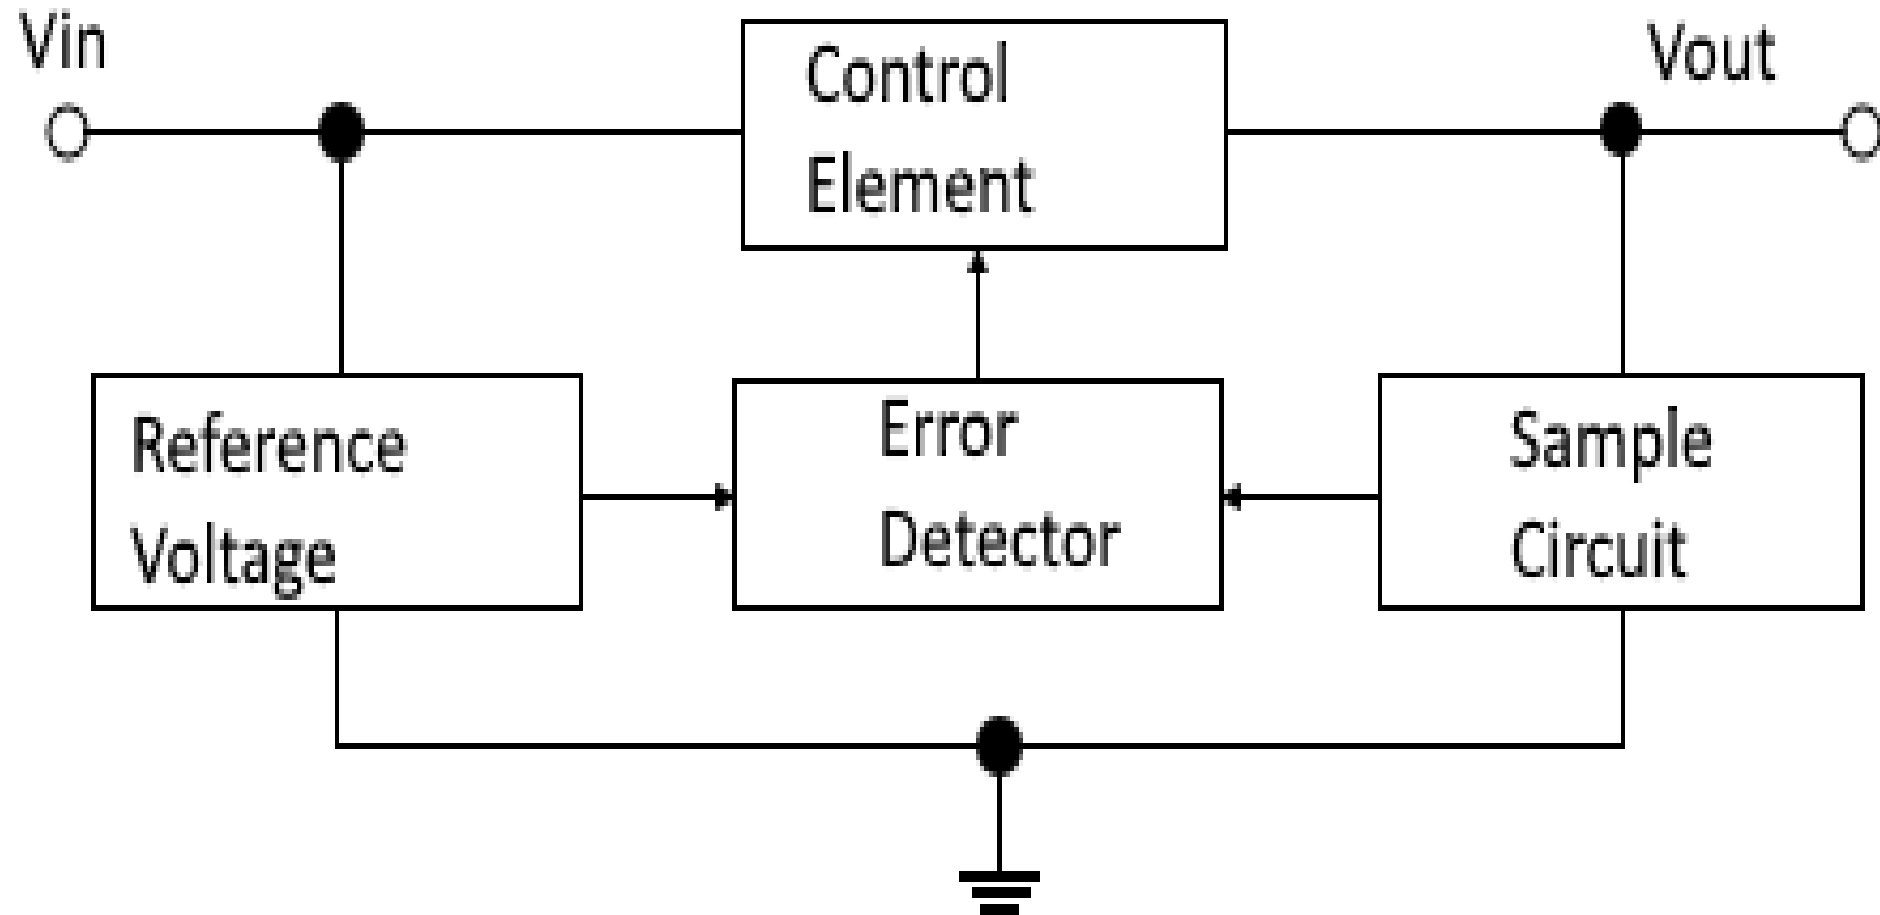 Vin
Control
Element
Vout
Reference
Voltage
Error
Detector
Sample
Circuit